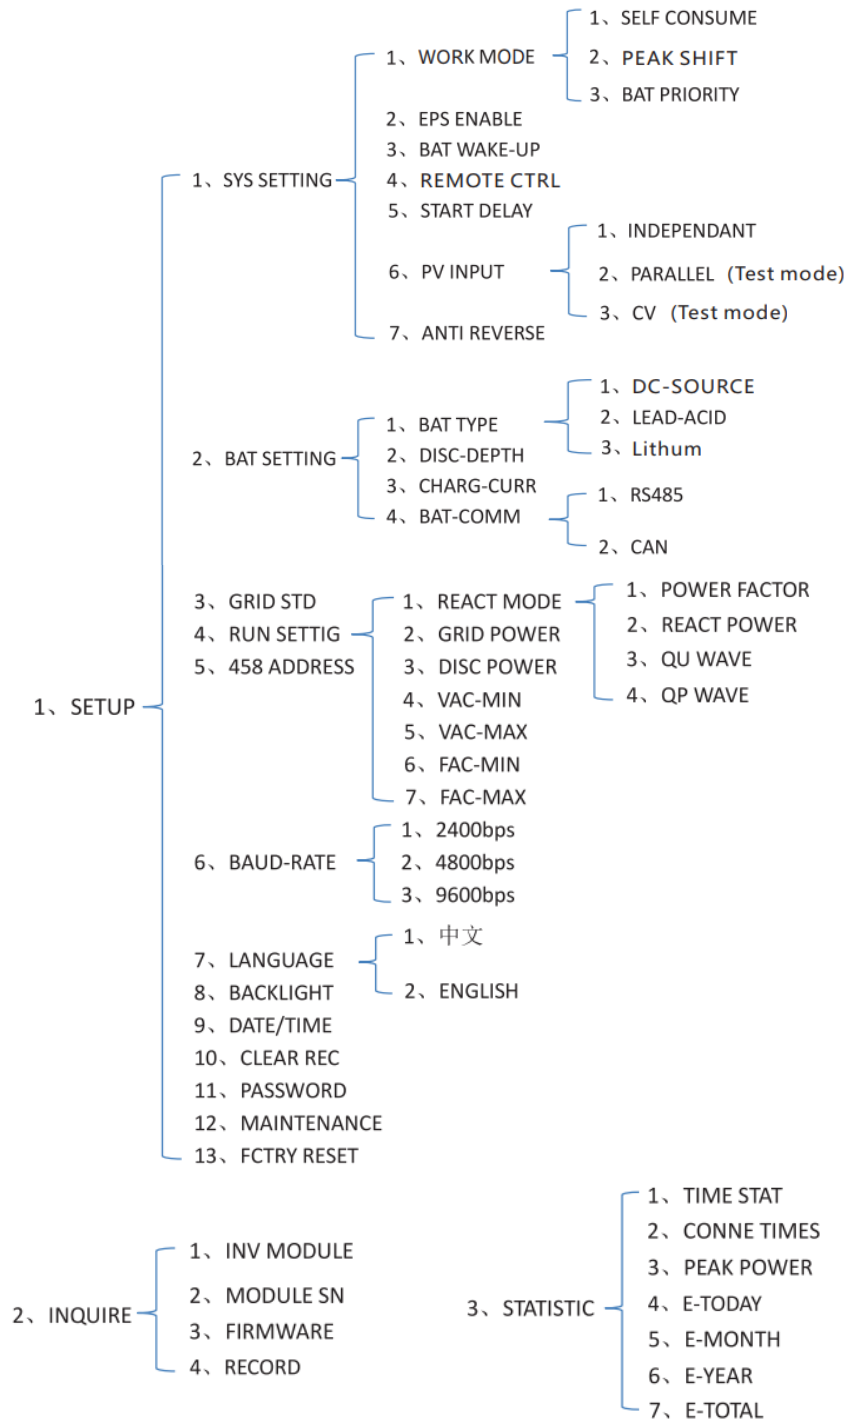 1、SETUP
1、SYS SETTING
1、WORK MODE
1、SELF CONSUME
2、PEAK SHIFT
3、BAT PRIORITY
2、EPS ENABLE
3、BAT WAKE-UP
4、REMOTE CTRL
5、START DELAY
6、PV INPUT
1、INDEPENDANT
2、PARALLEL (Test mode)
3、CV (Test mode)
7、ANTI REVERSE
2、BAT SETTING
1、BAT TYPE
1、DC-SOURCE
2、LEAD-ACID
3、Lithum
2、DISC-DEPTH
3、CHARG-CURR
4、BAT-COMM
1、RS485
2、CAN
3、GRID STD
4、RUN SETTIG
1、REACT MODE
1、POWER FACTOR
2、REACT POWER
3、QU WAVE
4、QP WAVE
2、GRID POWER
3、DISC POWER
4、VAC-MIN
5、VAC-MAX
6、FAC-MIN
7、FAC-MAX
5、458 ADDRESS
6、BAUD-RATE
1、2400bps
2、4800bps
3、9600bps
7、LANGUAGE
1、中文
2、ENGLISH
8、BACKLIGHT
9、DATE/TIME
10、CLEAR REC
11、PASSWORD
12、MAINTENANCE
13、FCTRY RESET
2、INQUIRE
1、INV MODULE
2、MODULE SN
3、FIRMWARE
4、RECORD
3、STATISTIC
1、TIME STAT
2、CONNE TIMES
3、PEAK POWER
4、E-TODAY
5、E-MONTH
6、E-YEAR
7、E-TOTAL